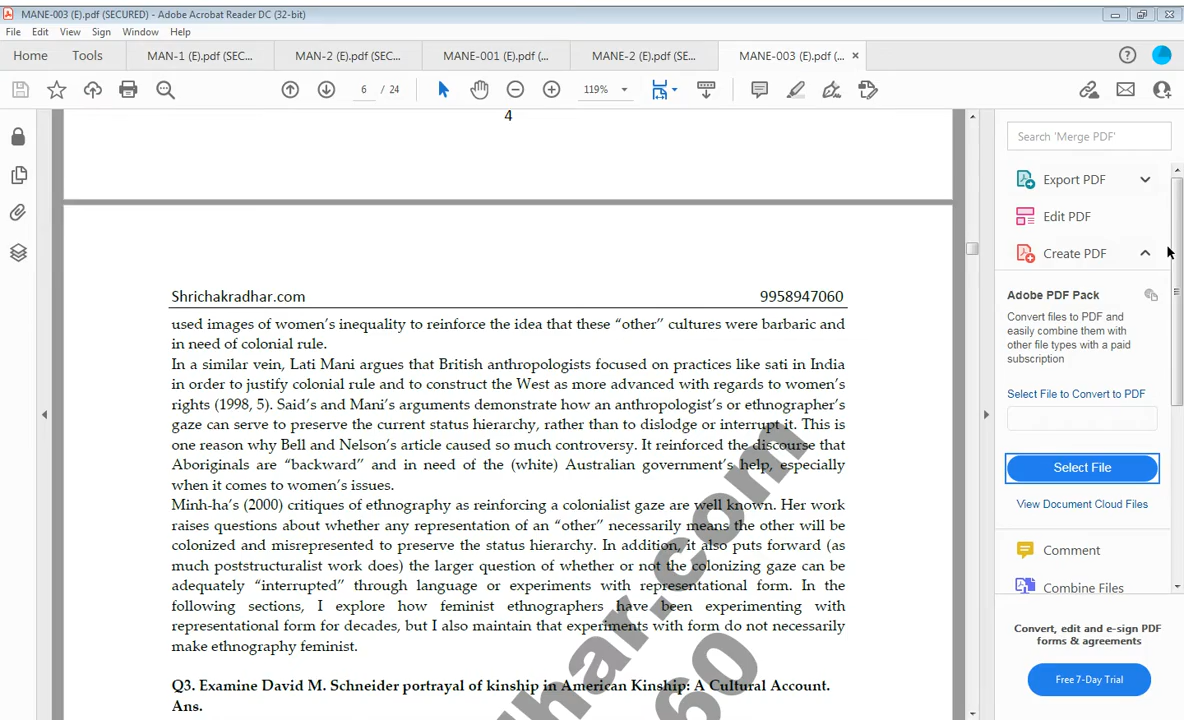 MANE-003 (E).pdf (SECURED) - Adobe Acrobat Reader DC (32-bit)
File Edit View Sign Window Help
Home Tools MAN-1 (E).pdf (SEC... MAN-2 (E).pdf (SEC... MANE-001 (E).pdf (... MANE-2 (E).pdf (SE... MANE-003 (E).pdf (... ×
6 / 24 119%
4
Search 'Merge PDF'
Export PDF
Edit PDF
Create PDF
Adobe PDF Pack
Convert files to PDF and
easily combine them with
other file types with a paid
subscription
Select File to Convert to PDF
Select File
View Document Cloud Files
Comment
Combine Files
Convert, edit and e-sign PDF
forms & agreements
Free 7-Day Trial
Shrichakradhar.com 9958947060
used images of women's inequality to reinforce the idea that these “other” cultures were barbaric and
in need of colonial rule.
In a similar vein, Lati Mani argues that British anthropologists focused on practices like sati in India
in order to justify colonial rule and to construct the West as more advanced with regards to women's
rights (1998, 5). Said's and Mani's arguments demonstrate how an anthropologist's or ethnographer's
gaze can serve to preserve the current status hierarchy, rather than to dislodge or interrupt it. This is
one reason why Bell and Nelson's article caused so much controversy. It reinforced the discourse that
Aboriginals are “backward” and in need of the (white) Australian government's help, especially
when it comes to women's issues.
Minh-ha's (2000) critiques of ethnography as reinforcing a colonialist gaze are well known. Her work
raises questions about whether any representation of an “other” necessarily means the other will be
colonized and misrepresented to preserve the status hierarchy. In addition, it also puts forward (as
much poststructuralist work does) the larger question of whether or not the colonizing gaze can be
adequately “interrupted” through language or experiments with representational form. In the
following sections, I explore how feminist ethnographers have been experimenting with
representational form for decades, but I also maintain that experiments with form do not necessarily
make ethnography feminist.
Q3. Examine David M. Schneider portrayal of kinship in American Kinship: A Cultural Account.
Ans.
dhar.com
60